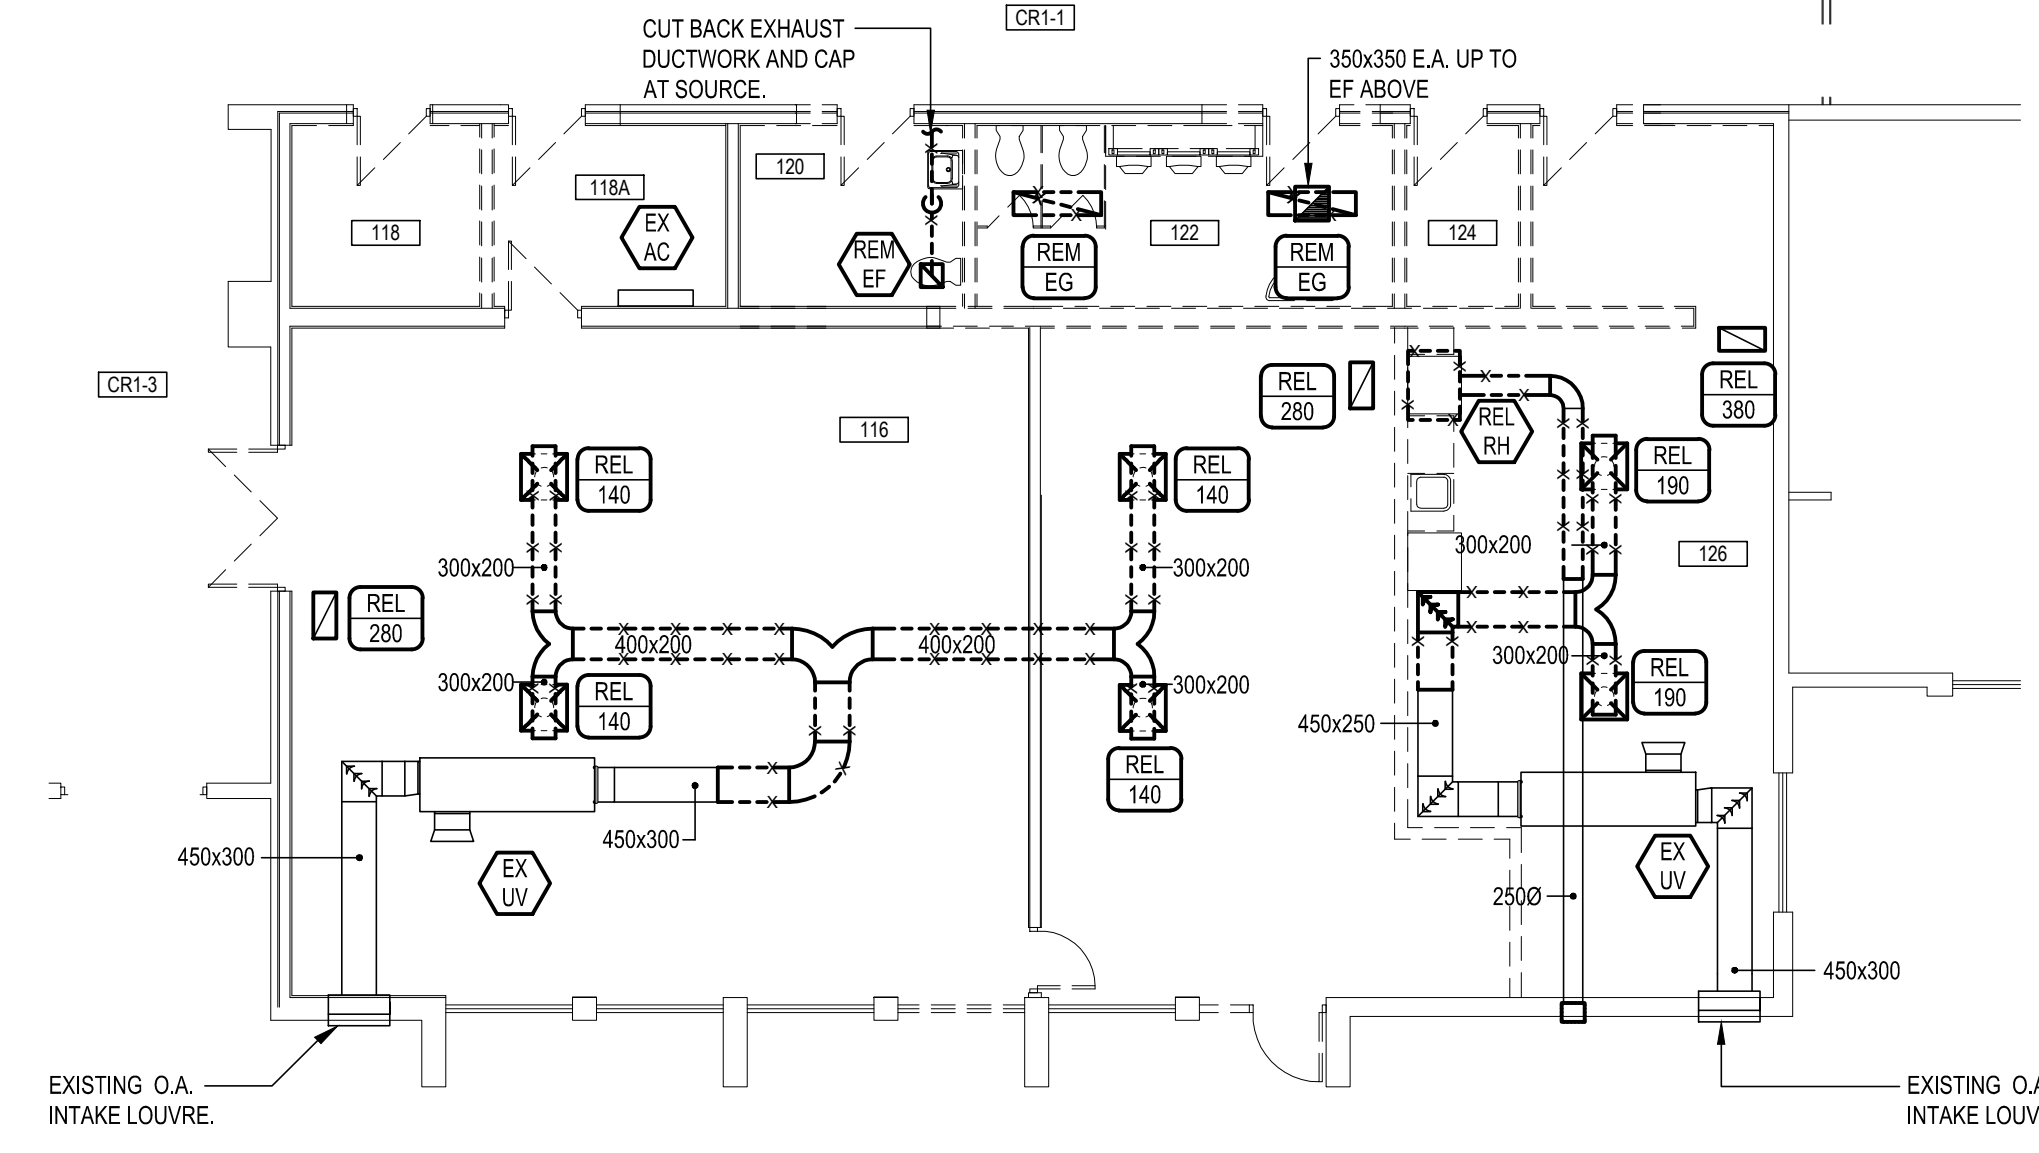 CR1-1
CUT BACK EXHAUST
DUCTWORK AND CAP
AT SOURCE.
350x350 E.A. UP TO
EF ABOVE
120
118A
118
EX
AC
REM
EF
REM
EG
122
REM
EG
124
CR1-3
116
REL
280
REL
RH
REL
380
REL
140
REL
140
REL
190
300x200
300x200
300x200
126
REL
280
400x200
400x200
300x200
REL
140
300x200
300x200
REL
190
450x250
REL
140
450x300
450x300
EX
UV
250Ø
EX
UV
450x300
EXISTING O.A.
INTAKE LOUVRE.
EXISTING O.A
INTAKE LOUV